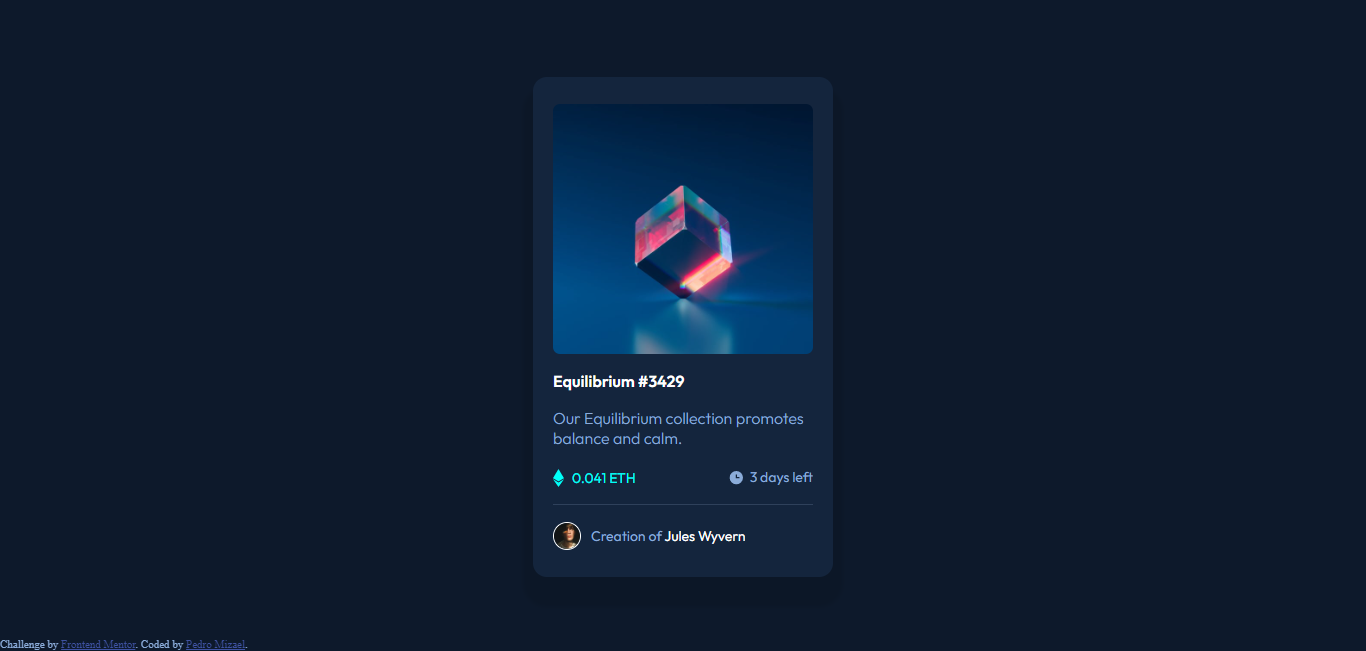 Equilibrium #3429
Our Equilibrium collection promotes
balance and calm.
0.041 ETH
3 days left
Creation of Jules Wyvern
Challenge by Frontend Mentor. Coded by Pedro Mizael.